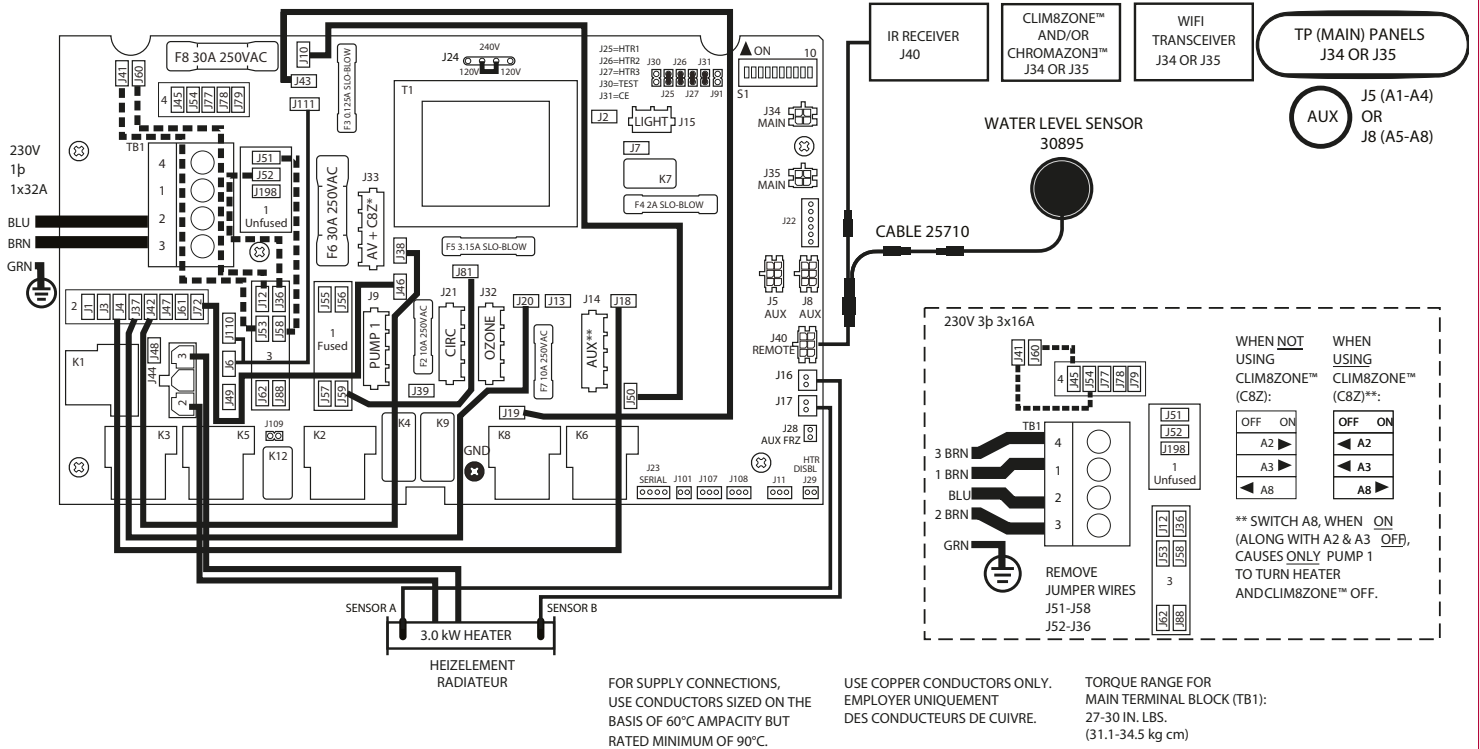 F8 30A 250VAC
J41
J60
4
J45
J54
J77
J78
J79
J10
J43
J111
F3 0.125A SLO-BLOW
J24
240V
120V
120V
T1
J25=HTR1
J26=HTR2
J27=HTR3
J30=TEST
J31=CE
J30
J26
J31
J25
J27
J91
ON
10
S1
J2
LIGHT
J15
J7
K7
F4 2A SLO-BLOW
J34
MAIN
J35
MAIN
J22
J5
AUX
J8
AUX
J40
REMOTE
J16
J17
J28
AUX FRZ
HTR
DISBL
J29
J11
J108
J107
J101
J23
SERIAL
IR RECEIVER
J40
CLIM8ZONE™
AND/OR
CHROMAZONƎ™
J34 OR J35
WIFI
TRANSCEIVER
J34 OR J35
TP (MAIN) PANELS
J34 OR J35
AUX
J5 (A1-A4)
OR
J8 (A5-A8)
WATER LEVEL SENSOR
30895
CABLE 25710
230V
1þ
1x32A
BLU
BRN
GRN
TB1
4
1
2
3
J51
J52
J198
1
Unfused
F6 30A 250VAC
J33
AV + C8Z*
J38
J46
F5 3.15A SLO-BLOW
J81
2
J1
J3
J4
J37
J42
J47
J61
J72
J12
J36
J53
J58
3
J62
J88
J55
J56
1
Fused
J57
J59
J9
PUMP 1
F2 10A 250VAC
J21
CIRC
J32
OZONE
J20
J13
F7 10A 250VAC
J14
AUX**
J18
J50
J39
J19
J110
J6
J49
J48
J44
3
2
K1
K3
K5
J109
K12
K2
K4
K9
GND
K8
K6
SENSOR A
SENSOR B
3.0 kW HEATER
HEIZELEMENT
RADIATEUR
230V 3þ 3x16A
J41
J60
4
J45
J54
J77
J78
J79
TB1
4
1
2
3
3 BRN
1 BRN
BLU
2 BRN
GRN
J51
J52
J198
1
Unfused
J12
J36
J53
J58
3
J62
J88
REMOVE
JUMPER WIRES
J51-J58
J52-J36
WHEN NOT
USING
CLIM8ZONE™
(C8Z):
OFF ON
A2 ▶
A3 ▶
◀ A8
WHEN
USING
CLIM8ZONE™
(C8Z)**:
OFF ON
◀ A2
◀ A3
A8 ▶
** SWITCH A8, WHEN ON
(ALONG WITH A2 & A3 OFF),
CAUSES ONLY PUMP 1
TO TURN HEATER
ANDCLIM8ZONE™ OFF.
FOR SUPPLY CONNECTIONS,
USE CONDUCTORS SIZED ON THE
BASIS OF 60°C AMPACITY BUT
RATED MINIMUM OF 90°C.
USE COPPER CONDUCTORS ONLY.
EMPLOYER UNIQUEMENT
DES CONDUCTEURS DE CUIVRE.
TORQUE RANGE FOR
MAIN TERMINAL BLOCK (TB1):
27-30 IN. LBS.
(31.1-34.5 kg cm)